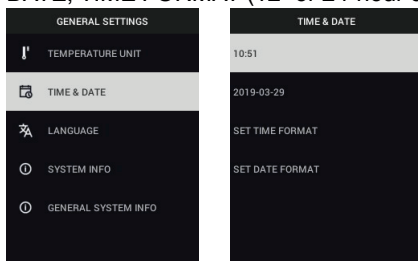 GENERAL SETTINGS
TEMPERATURE UNIT
TIME & DATE
LANGUAGE
SYSTEM INFO
GENERAL SYSTEM INFO
TIME & DATE
10:51
2019-03-29
SET TIME FORMAT
SET DATE FORMAT